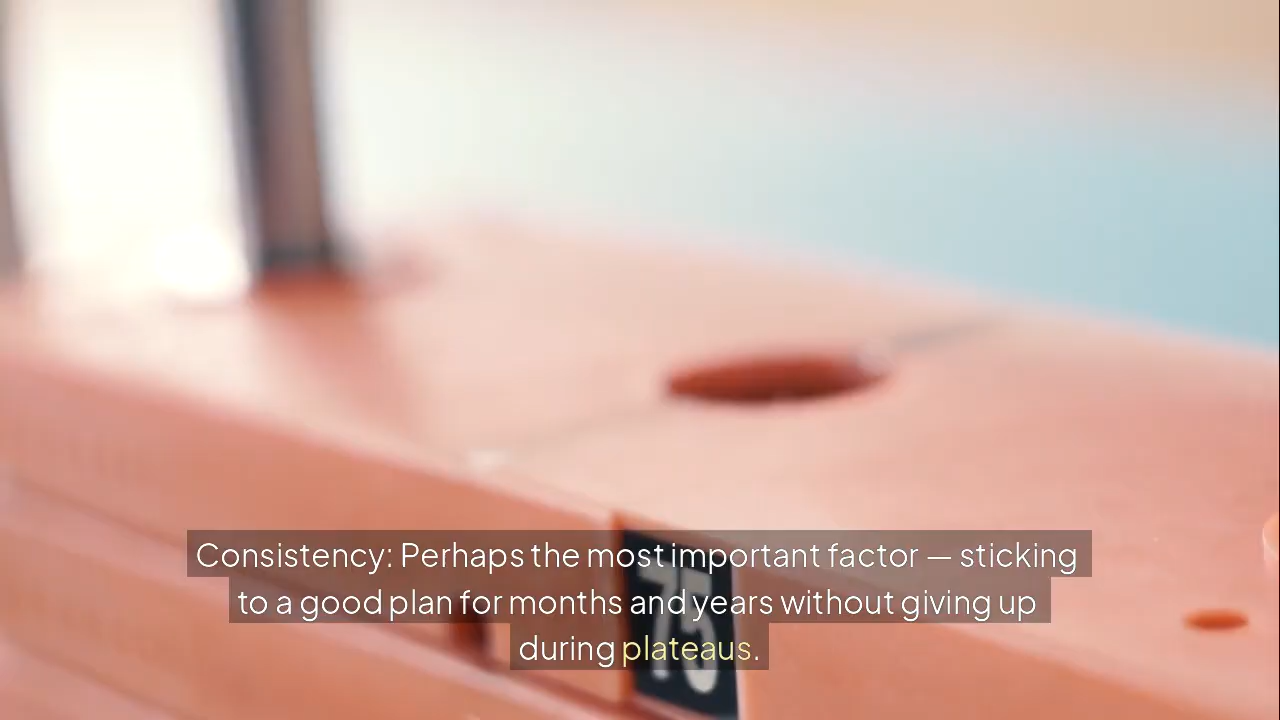 Consistency: Perhaps the most important factor — sticking
to a good plan for months and years without giving up
during plateaus.
75